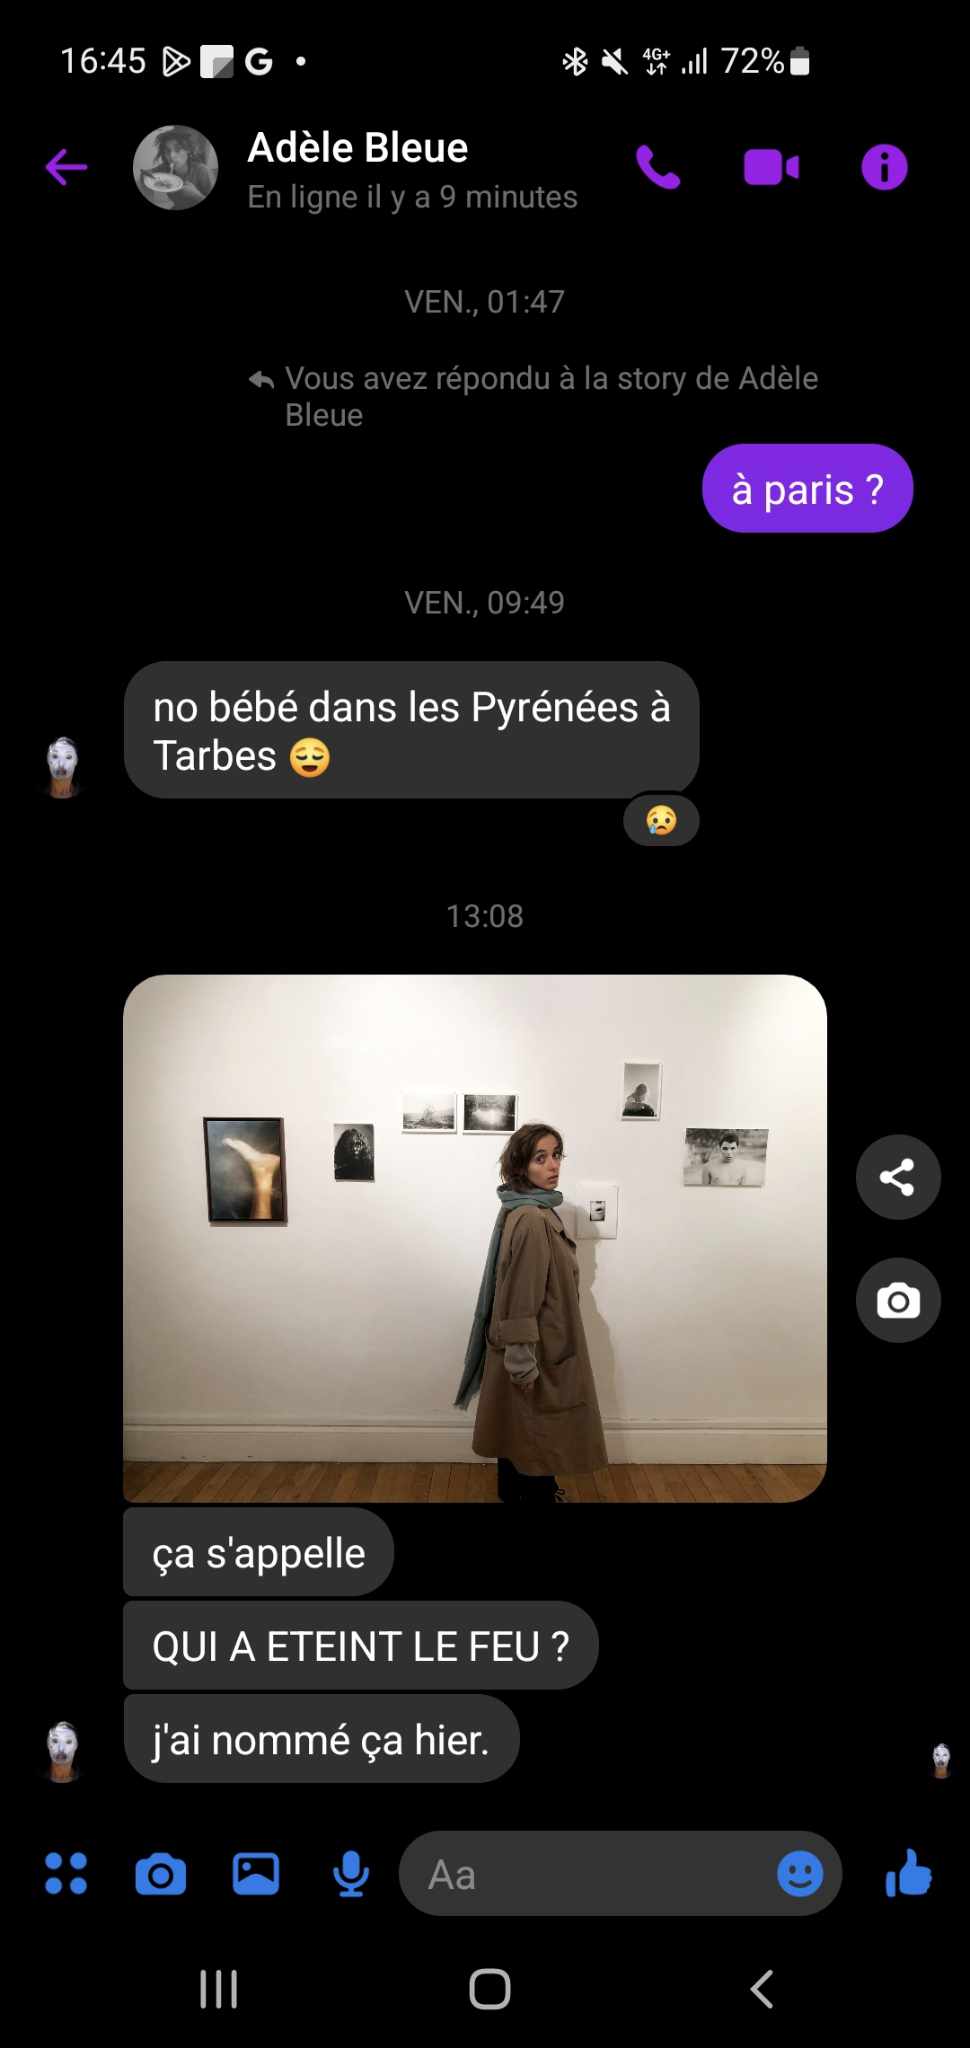 16:45
4G+
72%
Adèle Bleue
En ligne il y a 9 minutes
VEN., 01:47
Vous avez répondu à la story de Adèle
Bleue
à paris ?
VEN., 09:49
no bébé dans les Pyrénées à
Tarbes 😌
😢
13:08
ça s'appelle
QUI A ETEINT LE FEU ?
j'ai nommé ça hier.
Aa